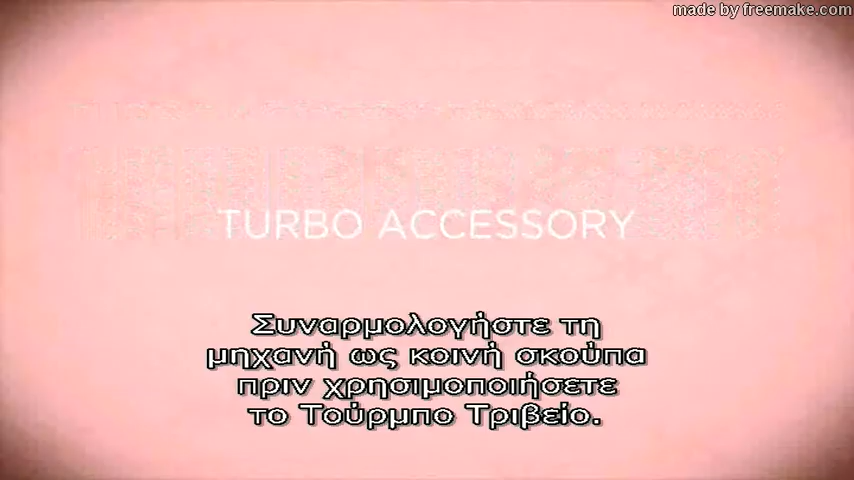 made by freemake.com
TURBO ACCESSORY
Συναρμολογήστε τη
μηχανή ως κοινή σκούπα
πριν χρησιμοποιήσετε
το Τούρμπο Τριβείο.